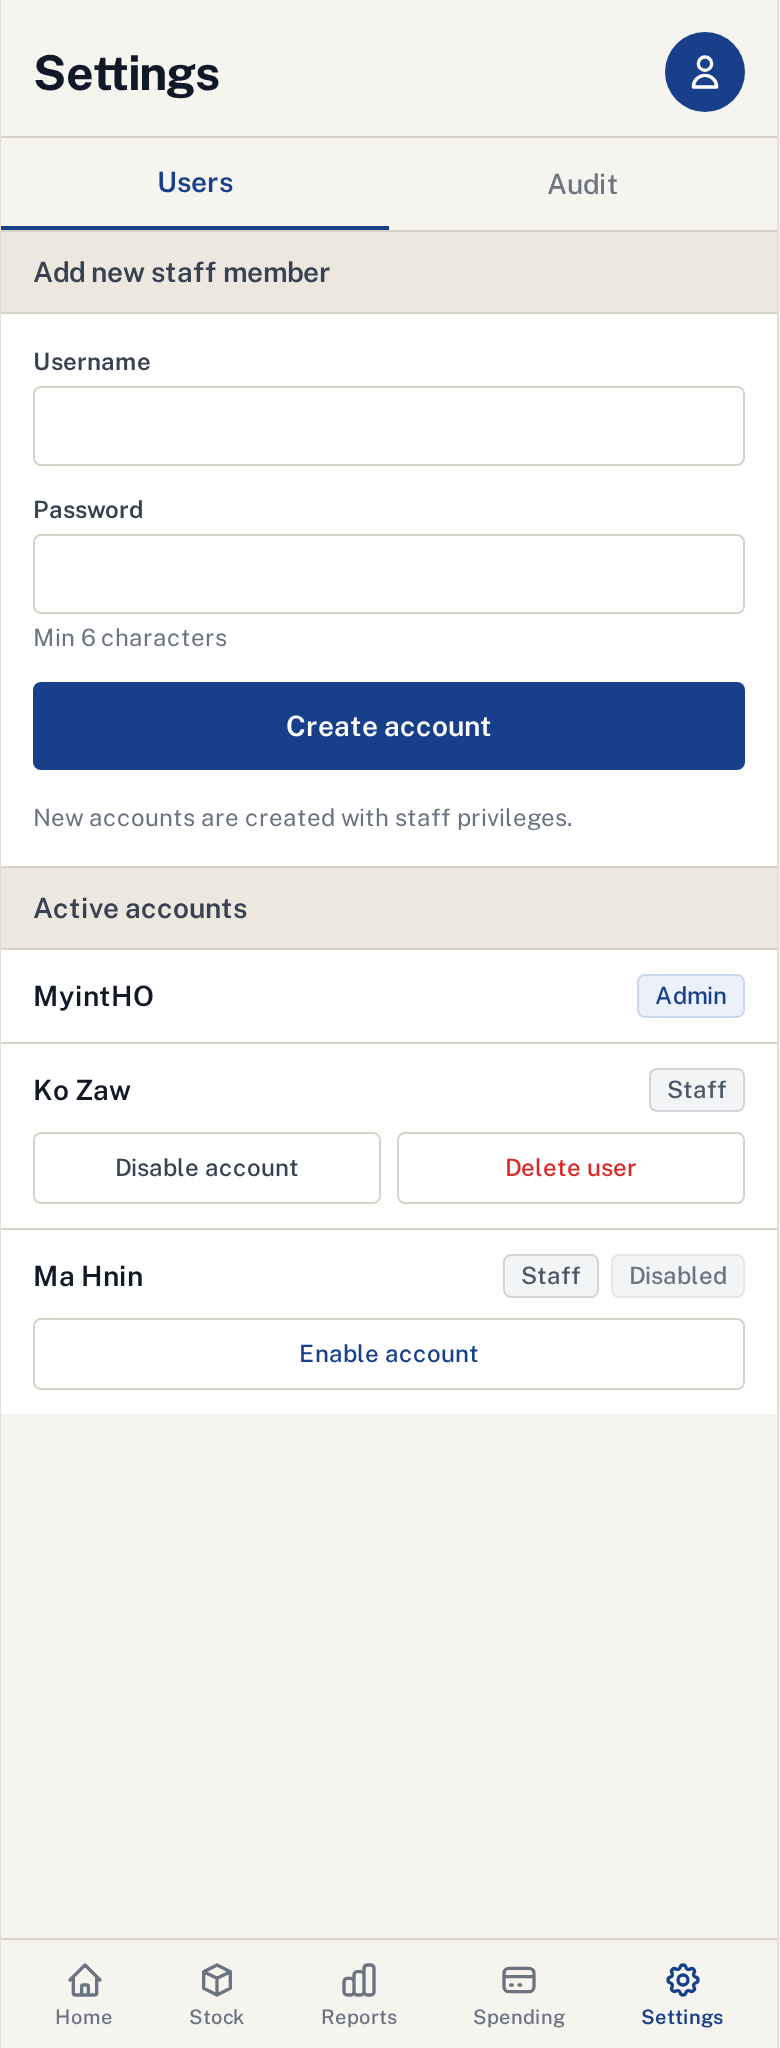 Settings
Users
Audit
Add new staff member
Username
Password
Min 6 characters
Create account
New accounts are created with staff privileges.
Active accounts
MyintHO
Admin
Ko Zaw
Staff
Disable account
Delete user
Ma Hnin
Staff
Disabled
Enable account
Home
Stock
Reports
Spending
Settings